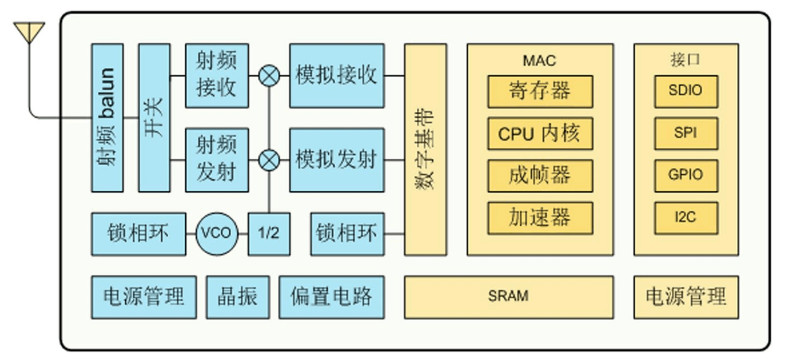 射频 balun
开关
射频
接收
模拟接收
射频
发射
模拟发射
数字基带
MAC
寄存器
CPU 内核
成帧器
加速器
接口
SDIO
SPI
GPIO
I2C
锁相环
VCO
1/2
锁相环
电源管理
晶振
偏置电路
SRAM
电源管理